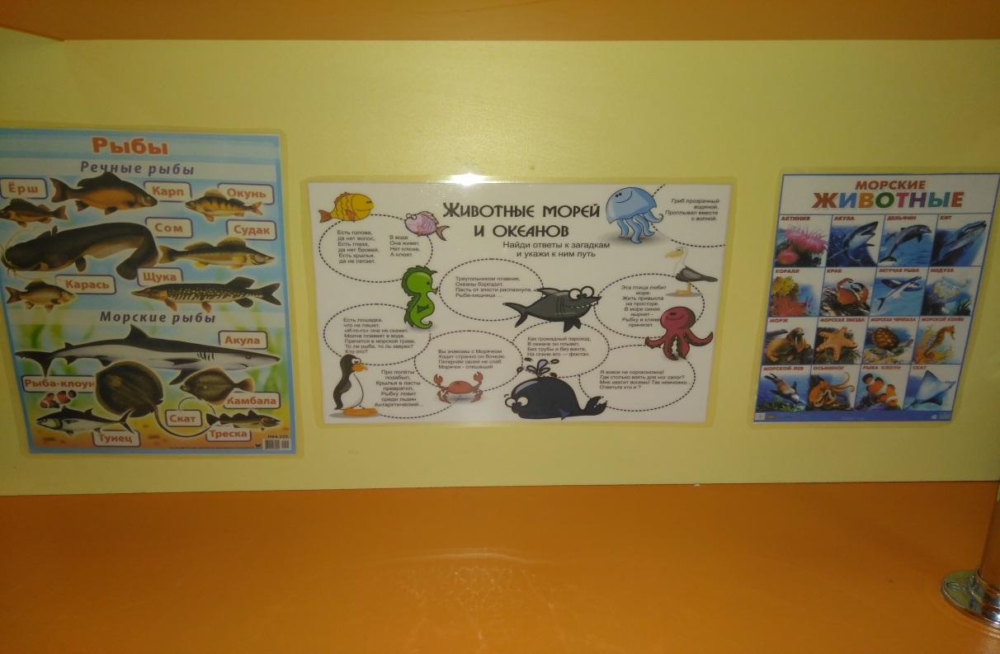 Рыбы
Речные рыбы
Ёрш
Карп
Окунь
Сом
Судак
Карась
Щука
Морские рыбы
Акула
Рыба-клоун
Камбала
Скат
Тунец
Треска
Животные морей
и океанов
Найди ответы к загадкам
и укажи к ним путь
Есть голова,
да нет волос,
Есть глаза,
да нет бровей,
Есть крылья,
да не летает.
В воде
Она живет.
Нет клюва,
А клюет.
Гриб прозрачный
водяной,
Проплывал вместе
с волной.
Треугольником плавник,
Океаны бороздит.
Пасть от злости распахнула,
Рыба-хищница ...
Эта птица любит
море.
Жить привыкла
на просторе.
В море синее
нырнет -
Рыбку в клюве
принесет.
Есть лошадка,
что не пашет,
«И-го-го» она не скажет.
Молча плавает в воде,
Прячется в морской траве.
То ли рыба, то ль зверек?
Кто это?
Вы знакомы с Морячком
Ходит странно он бочком.
Пятерней своей не слаб
Морячок - спешащий
Как громадный пароход,
В океане он плывет.
Без трубы и без винта,
На спине его — фонтан.
Про полёты
позабыл,
Крылья в ласты
превратил.
Рыбку ловит
среди льдин
Антарктический...
Я вовсе не сороконожка!
Где столько взять для ног сапог?
Мне хватит восемь! Так немножко.
Ответьте кто я ?
МОРСКИЕ
ЖИВОТНЫЕ
АКТИНИЯ
АКУЛА
ДЕЛЬФИН
КИТ
КОРАЛЛ
КРАБ
ЛЕТУЧАЯ РЫБА
МЕДУЗА
МОРЖ
МОРСКАЯ ЗВЕЗДА
МОРСКАЯ ЧЕРЕПАХА
МОРСКОЙ КОНЁК
МОРСКОЙ ЛЕВ
ОСЬМИНОГ
РЫБА КЛОУН
СКАТ